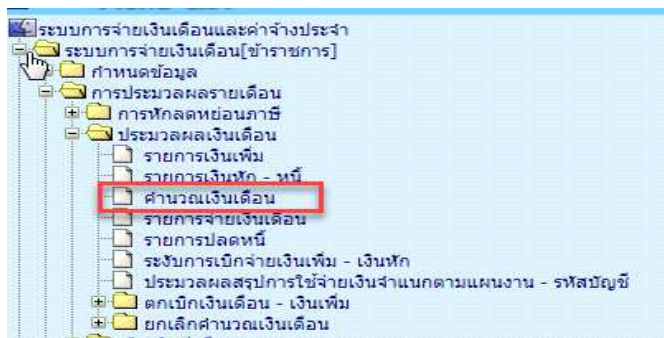 ระบบการจ่ายเงินเดือนและค่าจ้างประจำ
ระบบการจ่ายเงินเดือน[ข้าราชการ]
กำหนดข้อมูล
การประมวลผลรายเดือน
การหักลดหย่อนภาษี
ประมวลผลเงินเดือน
รายการเงินเพิ่ม
รายการเงินหัก - หนี้
คำนวณเงินเดือน
รายการจ่ายเงินเดือน
รายการปลดหนี้
ระงับการเบิกจ่ายเงินเพิ่ม - เงินหัก
ประมวลผลสรุปการใช้จ่ายเงินจำแนกตามแผนงาน - รหัสบัญชี
ตกเบิกเงินเดือน - เงินเพิ่ม
ยกเลิกคำนวณเงินเดือน